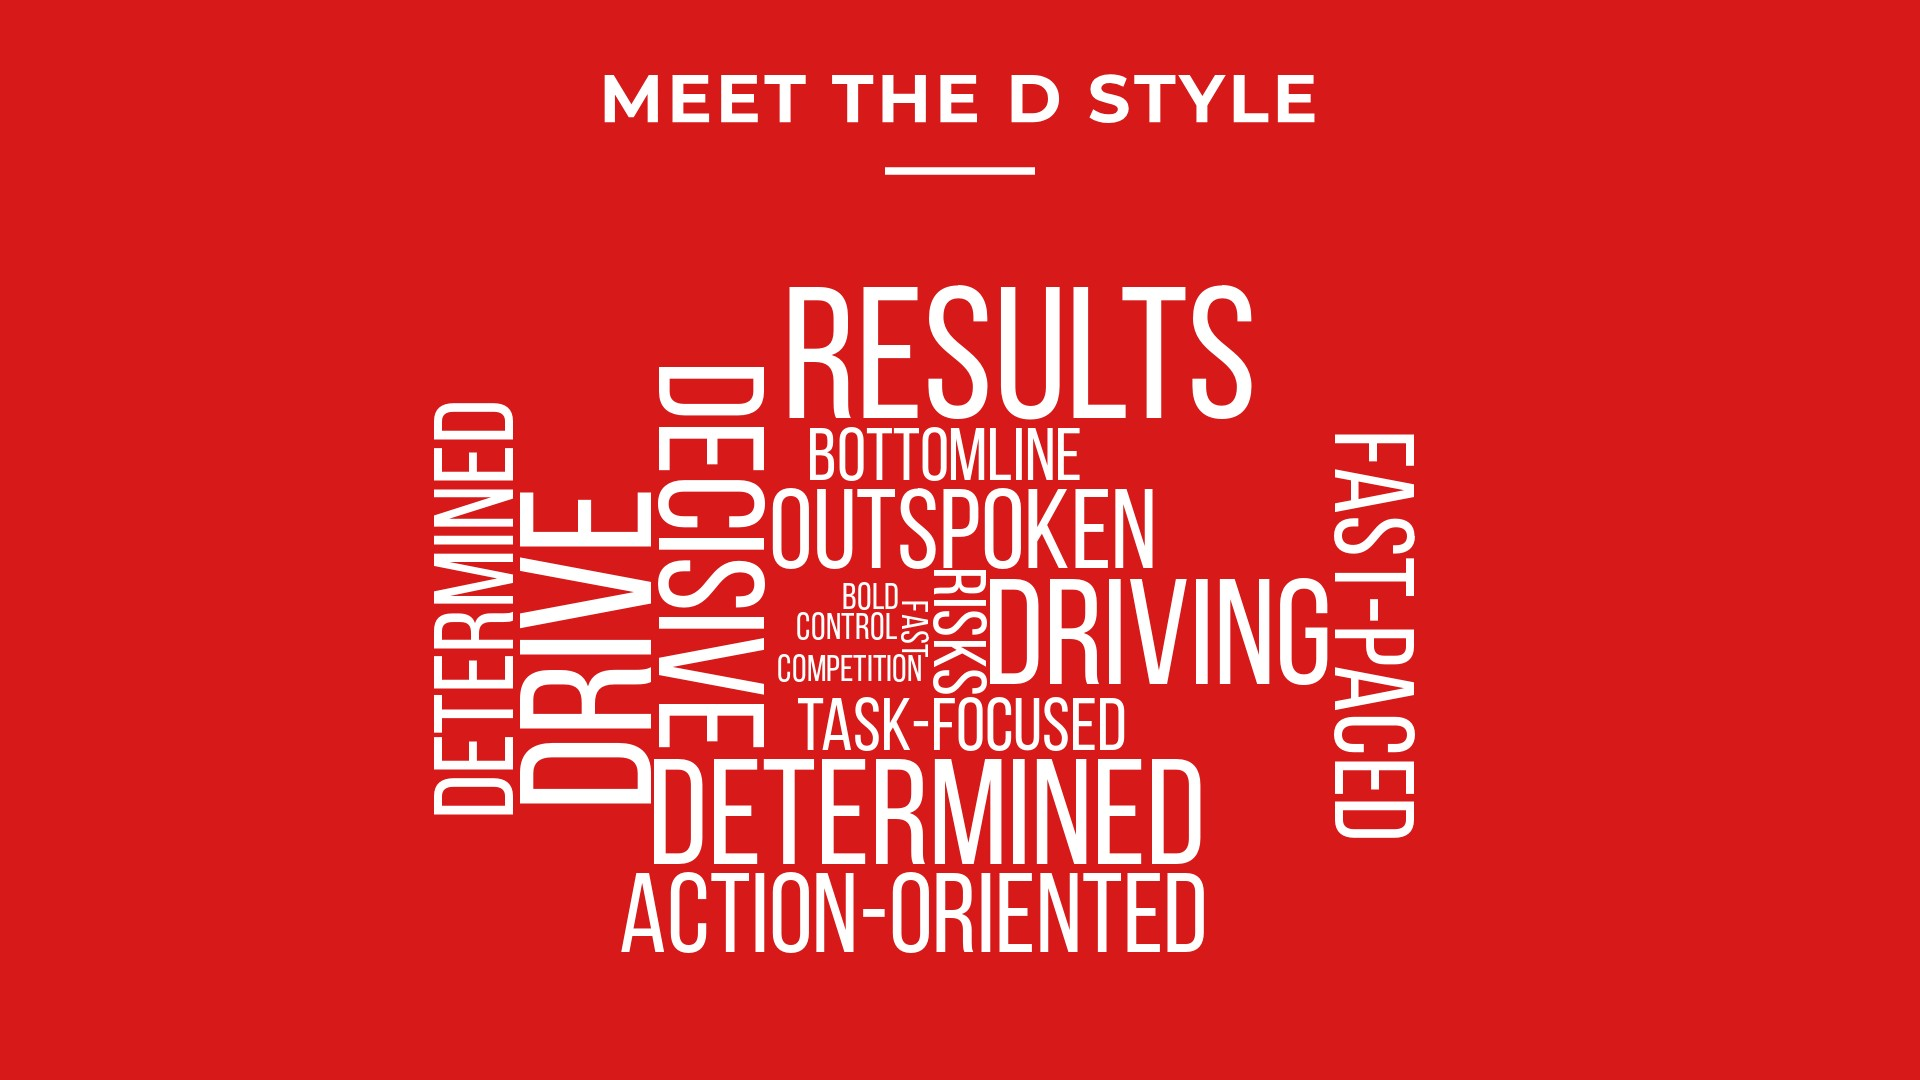 MEET THE D STYLE
RESULTS
DECISIVE
DETERMINED
BOTTOMLINE
FAST-PACED
DRIVE
OUTSPOKEN
RISKS
DRIVING
BOLD
FAST
CONTROL
COMPETITION
TASK-FOCUSED
DETERMINED
ACTION-ORIENTED